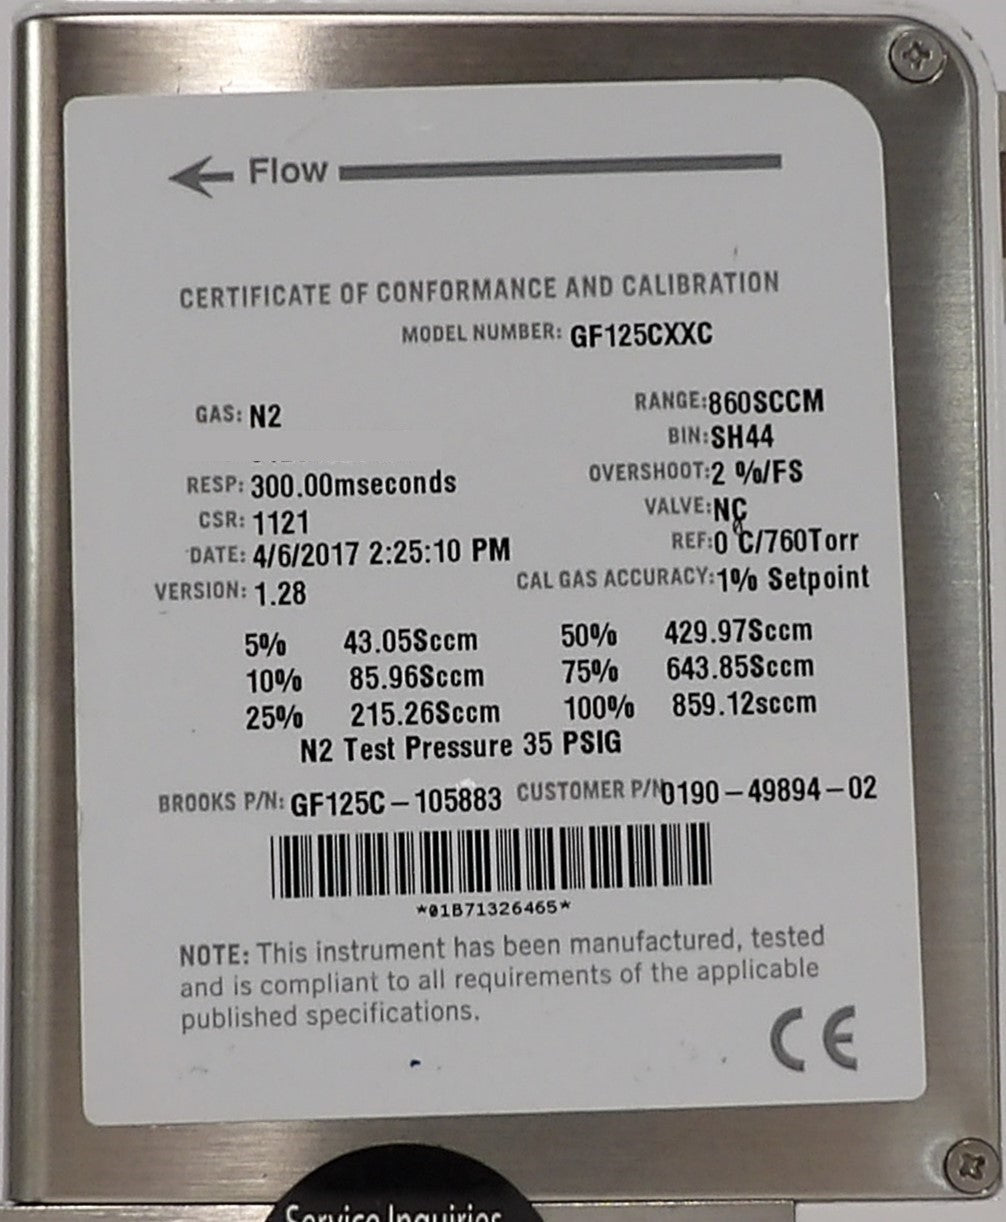 Flow
CERTIFICATE OF CONFORMANCE AND CALIBRATION
MODEL NUMBER: GF125CXXC
GAS: N2 RANGE:860SCCM
BIN:SH44
RESP: 300.00mseconds OVERSHOOT:2 %/FS
CSR: 1121 VALVE:NC
DATE: 4/6/2017 2:25:10 PM REF:0°C/760Torr
VERSION: 1.28 CAL GAS ACCURACY:1% Setpoint
5% 43.05Sccm 50% 429.97Sccm
10% 85.96Sccm 75% 643.85Sccm
25% 215.26Sccm 100% 859.12sccm
N2 Test Pressure 35 PSIG
BROOKS P/N: GF125C-105883 CUSTOMER P/N 0190-49894-02
*01B71326465*
NOTE: This instrument has been manufactured, tested
and is compliant to all requirements of the applicable
published specifications.
CE
Service Inquiries